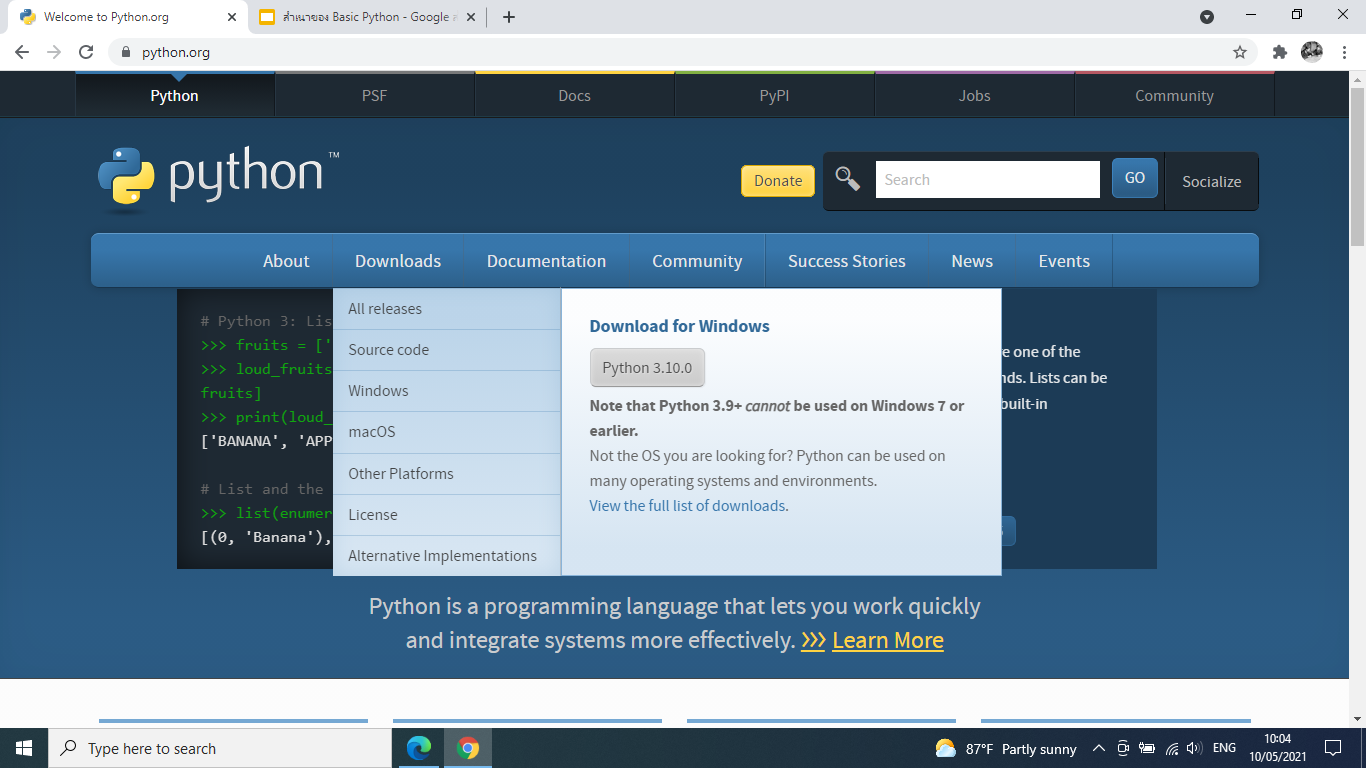 Welcome to Python.org
สำเนาของ Basic Python - Google
python.org
Python PSF Docs PyPI Jobs Community
python™
Donate Search GO Socialize
About Downloads Documentation Community Success Stories News Events
All releases
Source code
Windows
macOS
Other Platforms
License
Alternative Implementations
Download for Windows
Python 3.10.0
Note that Python 3.9+ cannot be used on Windows 7 or
earlier.
Not the OS you are looking for? Python can be used on
many operating systems and environments.
View the full list of downloads.
# Python 3: Lis
>>> fruits = ['
>>> loud_fruits
fruits]
>>> print(loud_
['BANANA', 'APP
# List and the
>>> list(enumer
[(0, 'Banana'),
e one of the
nds. Lists can be
built-in
Python is a programming language that lets you work quickly
and integrate systems more effectively. >>> Learn More
Type here to search
87°F Partly sunny
ENG
10:04
10/05/2021